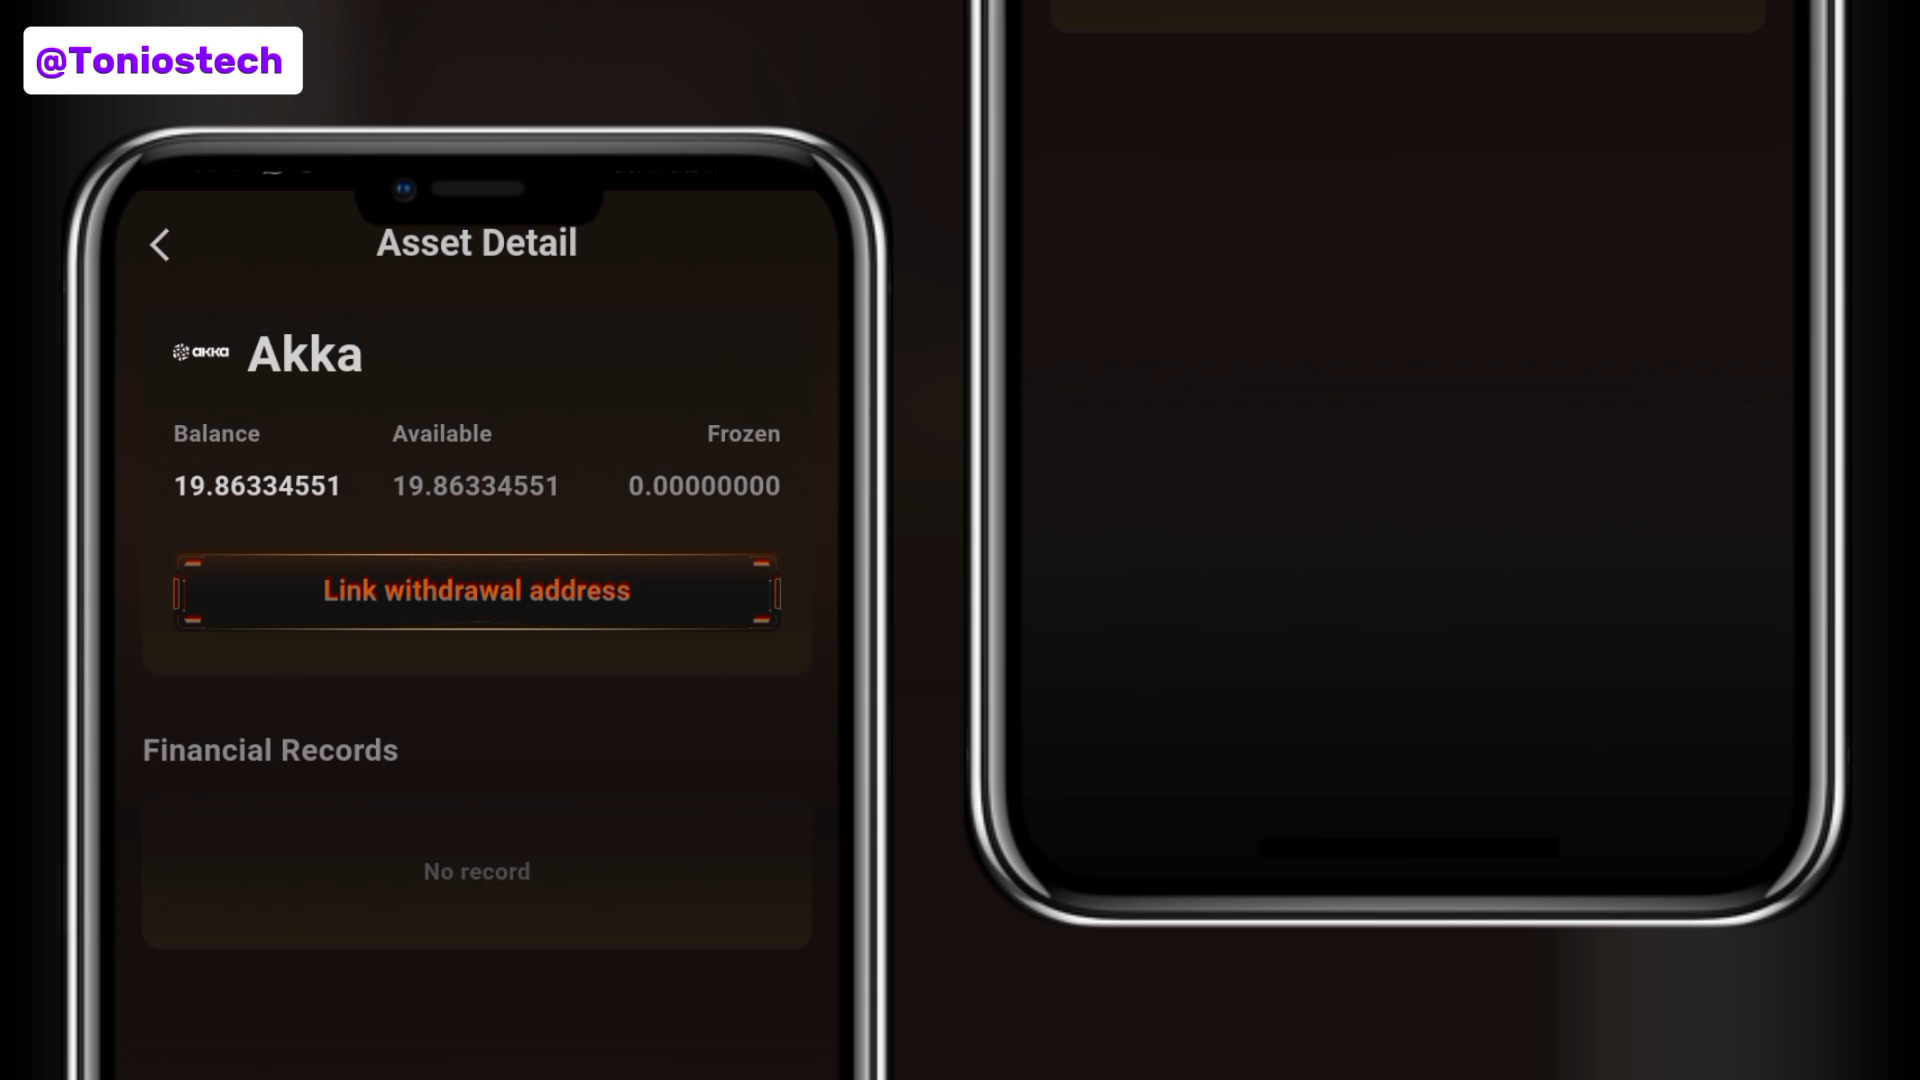 @Toniostech
Asset Detail
akka Akka
Balance Available Frozen
19.86334551 19.86334551 0.00000000
Link withdrawal address
Financial Records
No record